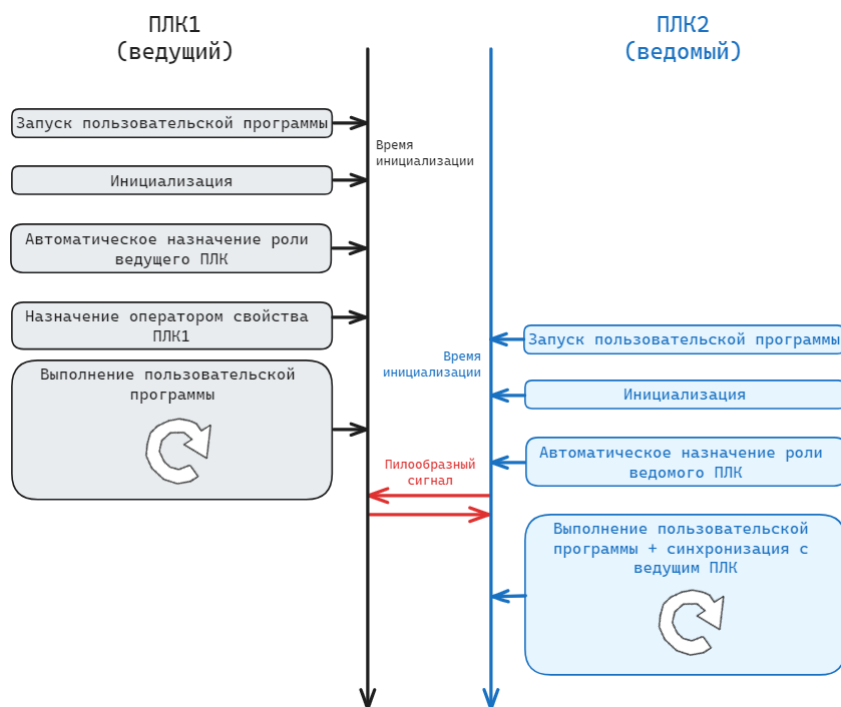 ПЛК1
(ведущий)
ПЛК2
(ведомый)
Запуск пользовательской программы
Время
инициализации
Инициализация
Автоматическое назначение роли
ведущего ПЛК
Назначение оператором свойства
ПЛК1
Запуск пользовательской программы
Время
инициализации
Выполнение пользовательской
программы
Инициализация
Автоматическое назначение роли
ведомого ПЛК
Пилообразный
сигнал
Выполнение пользовательской
программы + синхронизация с
ведущим ПЛК